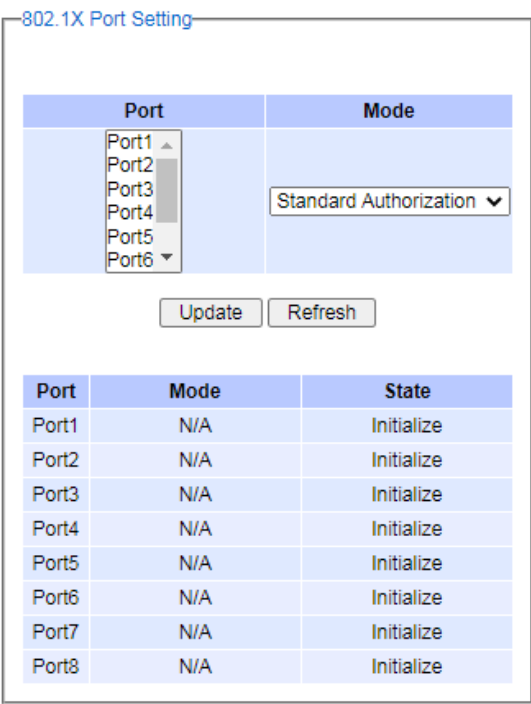 802.1X Port Setting
Port Mode
Port1
Port2
Port3
Port4
Port5
Port6
Standard Authorization
Update Refresh
Port Mode State
Port1 N/A Initialize
Port2 N/A Initialize
Port3 N/A Initialize
Port4 N/A Initialize
Port5 N/A Initialize
Port6 N/A Initialize
Port7 N/A Initialize
Port8 N/A Initialize